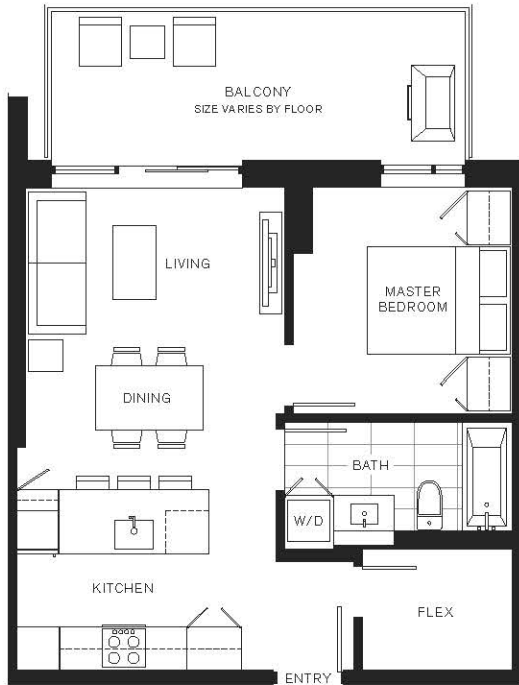 BALCONY
SIZE VARIES BY FLOOR
LIVING
MASTER
BEDROOM
DINING
BATH
W/D
KITCHEN
FLEX
ENTRY